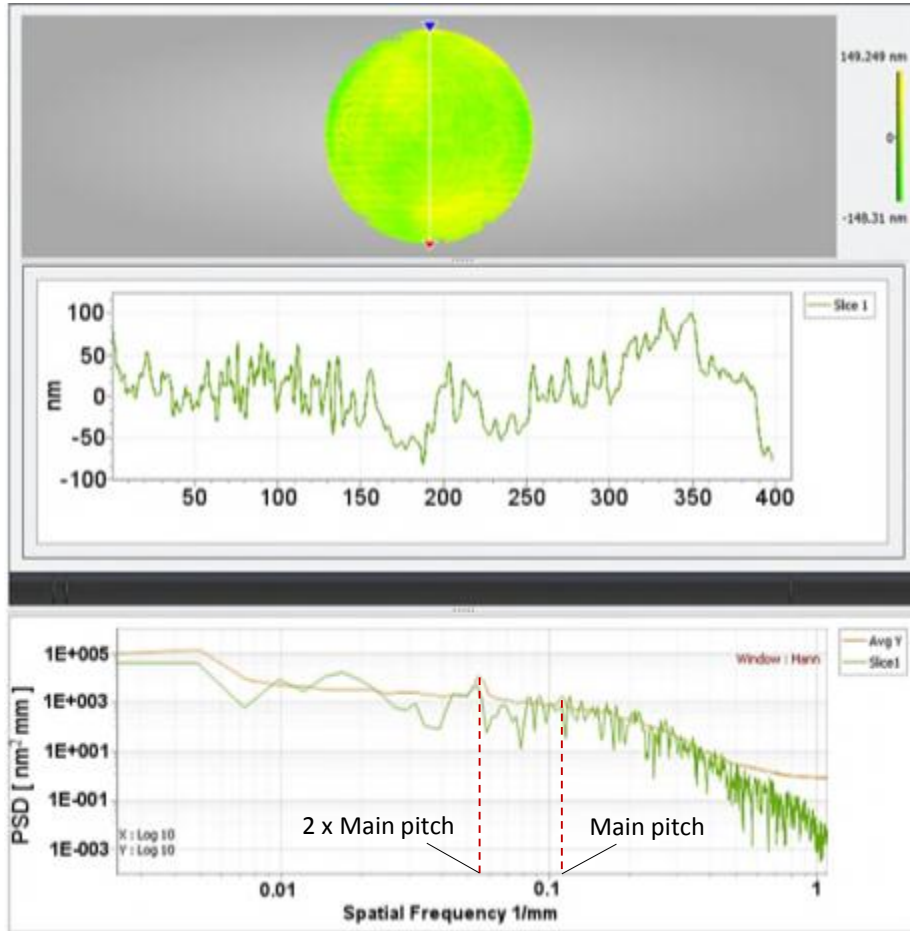 149.249 nm
0
-148.31 nm
Slice 1
100
50
0
-50
-100
nm
50 100 150 200 250 300 350 400
Avg Y
Slice1
Window : Hann
1E+005
1E+003
1E+001
1E-001
1E-003
PSD [ nm² mm ]
X : Log 10
Y : Log 10
2 x Main pitch
Main pitch
0.01 0.1 1
Spatial Frequency 1/mm